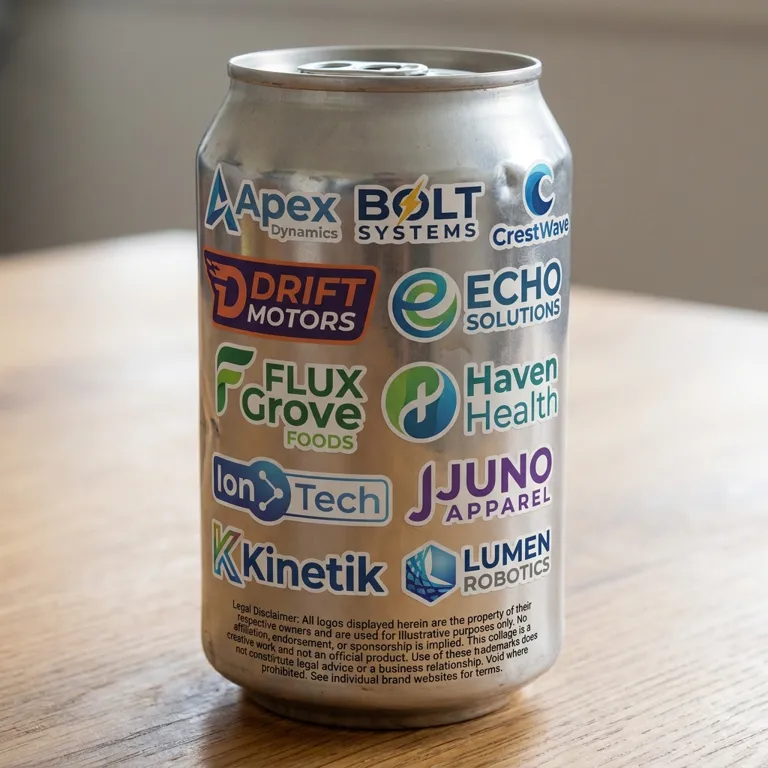 Apex
Dynamics
BOLT
SYSTEMS
CrestWave
DRIFT
MOTORS
ECHO
SOLUTIONS
FLUX
Grove
FOODS
Haven
Health
Ion Tech
JUNO
APPAREL
Kinetik
LUMEN
ROBOTICS
Legal Disclaimer: All logos displayed herein are the property of their
respective owners and are used for Illustrative purposes only. No
affiliation, endorsement, or sponsorship is implied. This collage is a
creative work and not an official product. Use of these trademarks does
not constitute legal advice or a business relationship. Void where
prohibited. See individual brand websites for terms.